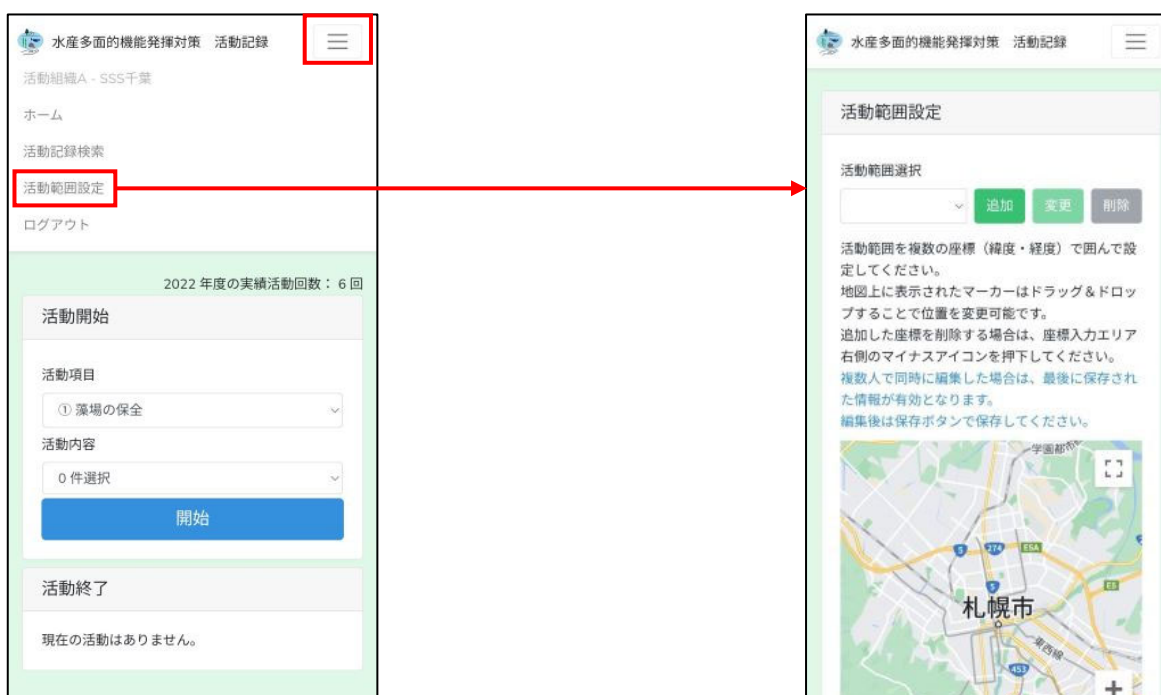 水産多面的機能発揮対策 活動記録
活動組織A - SSS千葉
ホーム
活動記録検索
活動範囲設定
ログアウト
2022 年度の実績活動回数： 6 回
活動開始
活動項目
① 藻場の保全
活動内容
0 件選択
開始
活動終了
現在の活動はありません。
水産多面的機能発揮対策 活動記録
活動範囲設定
活動範囲選択
追加 変更 削除
活動範囲を複数の座標（緯度・経度）で囲んで設
定してください。
地図上に表示されたマーカーはドラッグ＆ドロッ
プすることで位置を変更可能です。
追加した座標を削除する場合は、座標入力エリア
右側のマイナスアイコンを押下してください。
複数人で同時に編集した場合は、最後に保存され
た情報が有効となります。
編集後は保存ボタンで保存してください。
学園都市
5 274 E5A
5 E5
札幌市
東西線
453
+